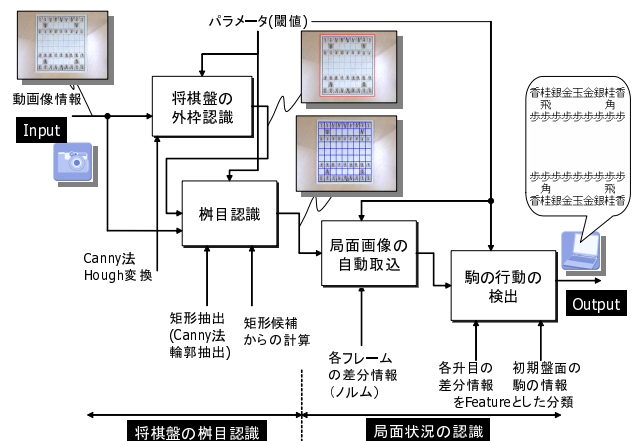 パラメータ(閾値)
動画像情報
Input
将棋盤の
外枠認識
香桂銀金玉金銀桂香
飛 角
歩歩歩歩歩歩歩歩歩
歩歩歩歩歩歩歩歩歩
角 飛
香桂銀金玉金銀桂香
桝目認識
局面画像の
自動取込
駒の行動の
検出
Output
Canny法
Hough変換
矩形抽出
(Canny法
輪郭抽出)
矩形候補
からの計算
各フレーム
の差分情報
(ノルム)
各升目の
差分情報
初期盤面の
駒の情報
をFeatureとした分類
将棋盤の桝目認識
局面状況の認識